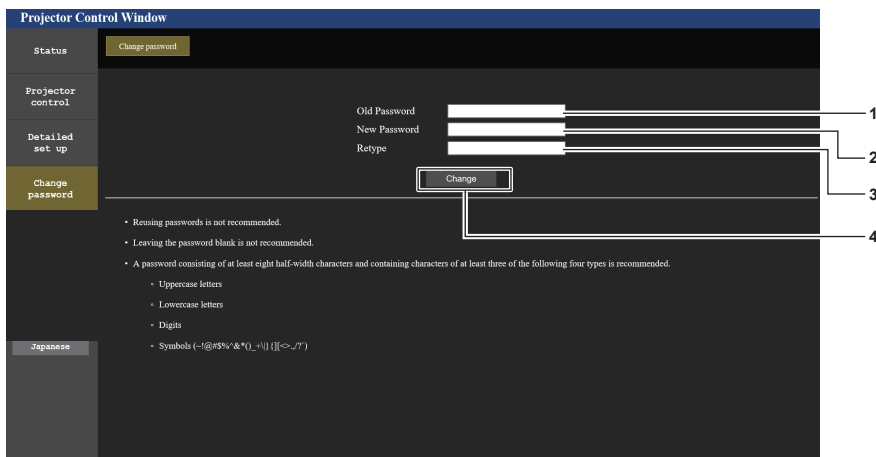 Projector Control Window
Status
Change password
Projector
control
Detailed
set up
Change
password
Japanese
Old Password
1
New Password
2
Retype
3
Change
4
• Reusing passwords is not recommended.
• Leaving the password blank is not recommended.
• A password consisting of at least eight half-width characters and containing characters of at least three of the following four types is recommended.
◦ Uppercase letters
◦ Lowercase letters
◦ Digits
◦ Symbols (~!@#$%^&*()_+\|}{][<>.,/?`)